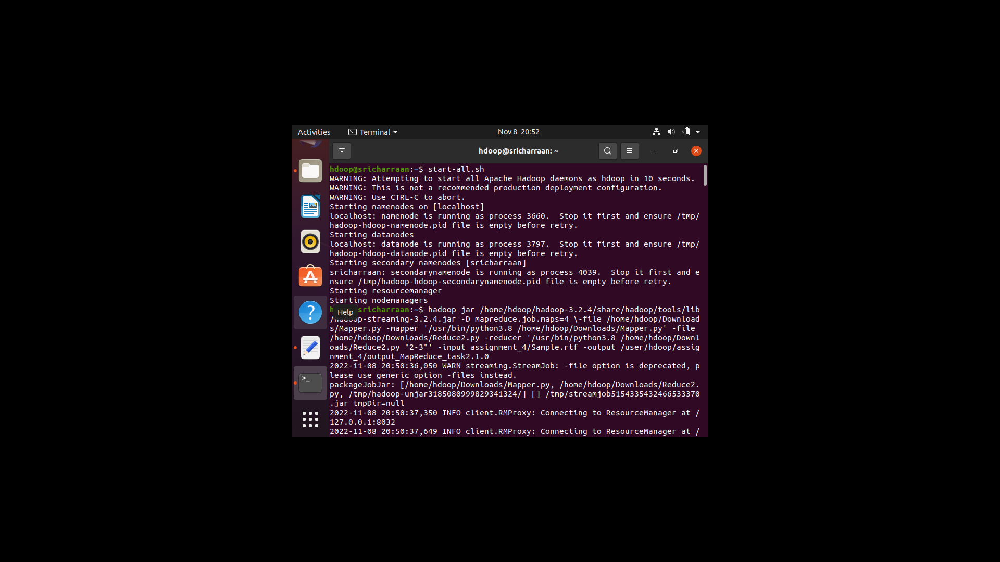 Activities
Terminal
Nov 8 20:52
hdoop@sricharraan: ~
hdoop@sricharraan:~$ start-all.sh
WARNING: Attempting to start all Apache Hadoop daemons as hdoop in 10 seconds.
WARNING: This is not a recommended production deployment configuration.
WARNING: Use CTRL-C to abort.
Starting namenodes on [localhost]
localhost: namenode is running as process 3660.  Stop it first and ensure /tmp/
hadoop-hdoop-namenode.pid file is empty before retry.
Starting datanodes
localhost: datanode is running as process 3797.  Stop it first and ensure /tmp/
hadoop-hdoop-datanode.pid file is empty before retry.
Starting secondary namenodes [sricharraan]
sricharraan: secondarynamenode is running as process 4039.  Stop it first and e
nsure /tmp/hadoop-hdoop-secondarynamenode.pid file is empty before retry.
Starting resourcemanager
Starting nodemanagers
Help
sricharraan:~$ hadoop jar /home/hdoop/hadoop-3.2.4/share/hadoop/tools/lib
/hadoop-streaming-3.2.4.jar -D mapreduce.job.maps=4 \-file /home/hdoop/Download
s/Mapper.py -mapper '/usr/bin/python3.8 /home/hdoop/Downloads/Mapper.py' -file
/home/hdoop/Downloads/Reduce2.py -reducer '/usr/bin/python3.8 /home/hdoop/Downl
oads/Reduce2.py "2-3"' -input assignment_4/Sample.rtf -output /user/hdoop/assig
nment_4/output_MapReduce_task2.1.0
2022-11-08 20:50:36,050 WARN streaming.StreamJob: -file option is deprecated, p
lease use generic option -files instead.
packageJobJar: [/home/hdoop/Downloads/Mapper.py, /home/hdoop/Downloads/Reduce2.
py, /tmp/hadoop-unjar3185080999829341324/] [] /tmp/streamjob5154335432466533370
.jar tmpDir=null
2022-11-08 20:50:37,350 INFO client.RMProxy: Connecting to ResourceManager at /
127.0.0.1:8032
2022-11-08 20:50:37,649 INFO client.RMProxy: Connecting to ResourceManager at /